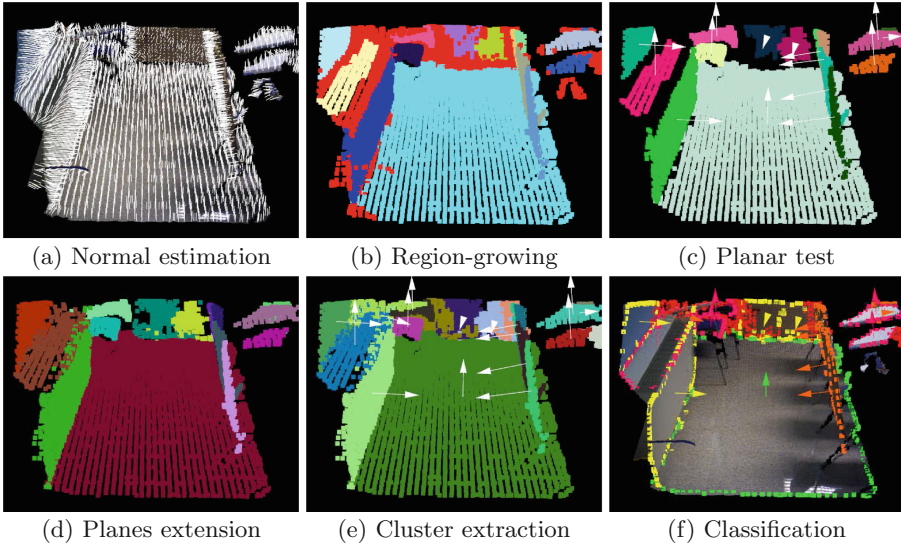 (a) Normal estimation
(b) Region-growing
(c) Planar test
(d) Planes extension
(e) Cluster extraction
(f) Classification